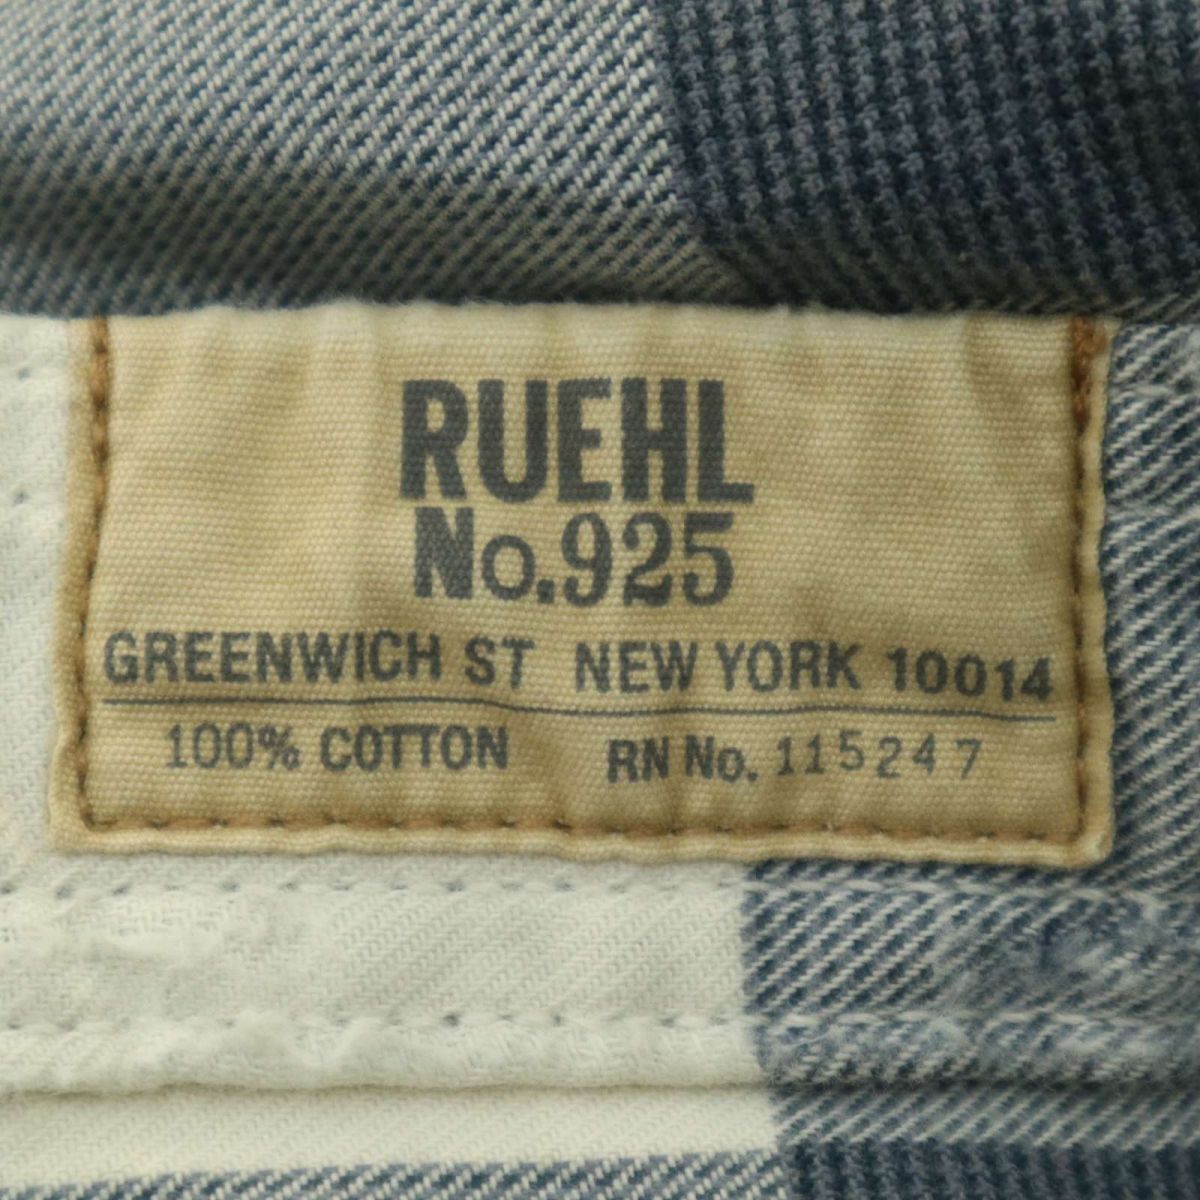 RUEHL
No.925
GREENWICH ST NEW YORK 10014
100% COTTON RN No. 115247